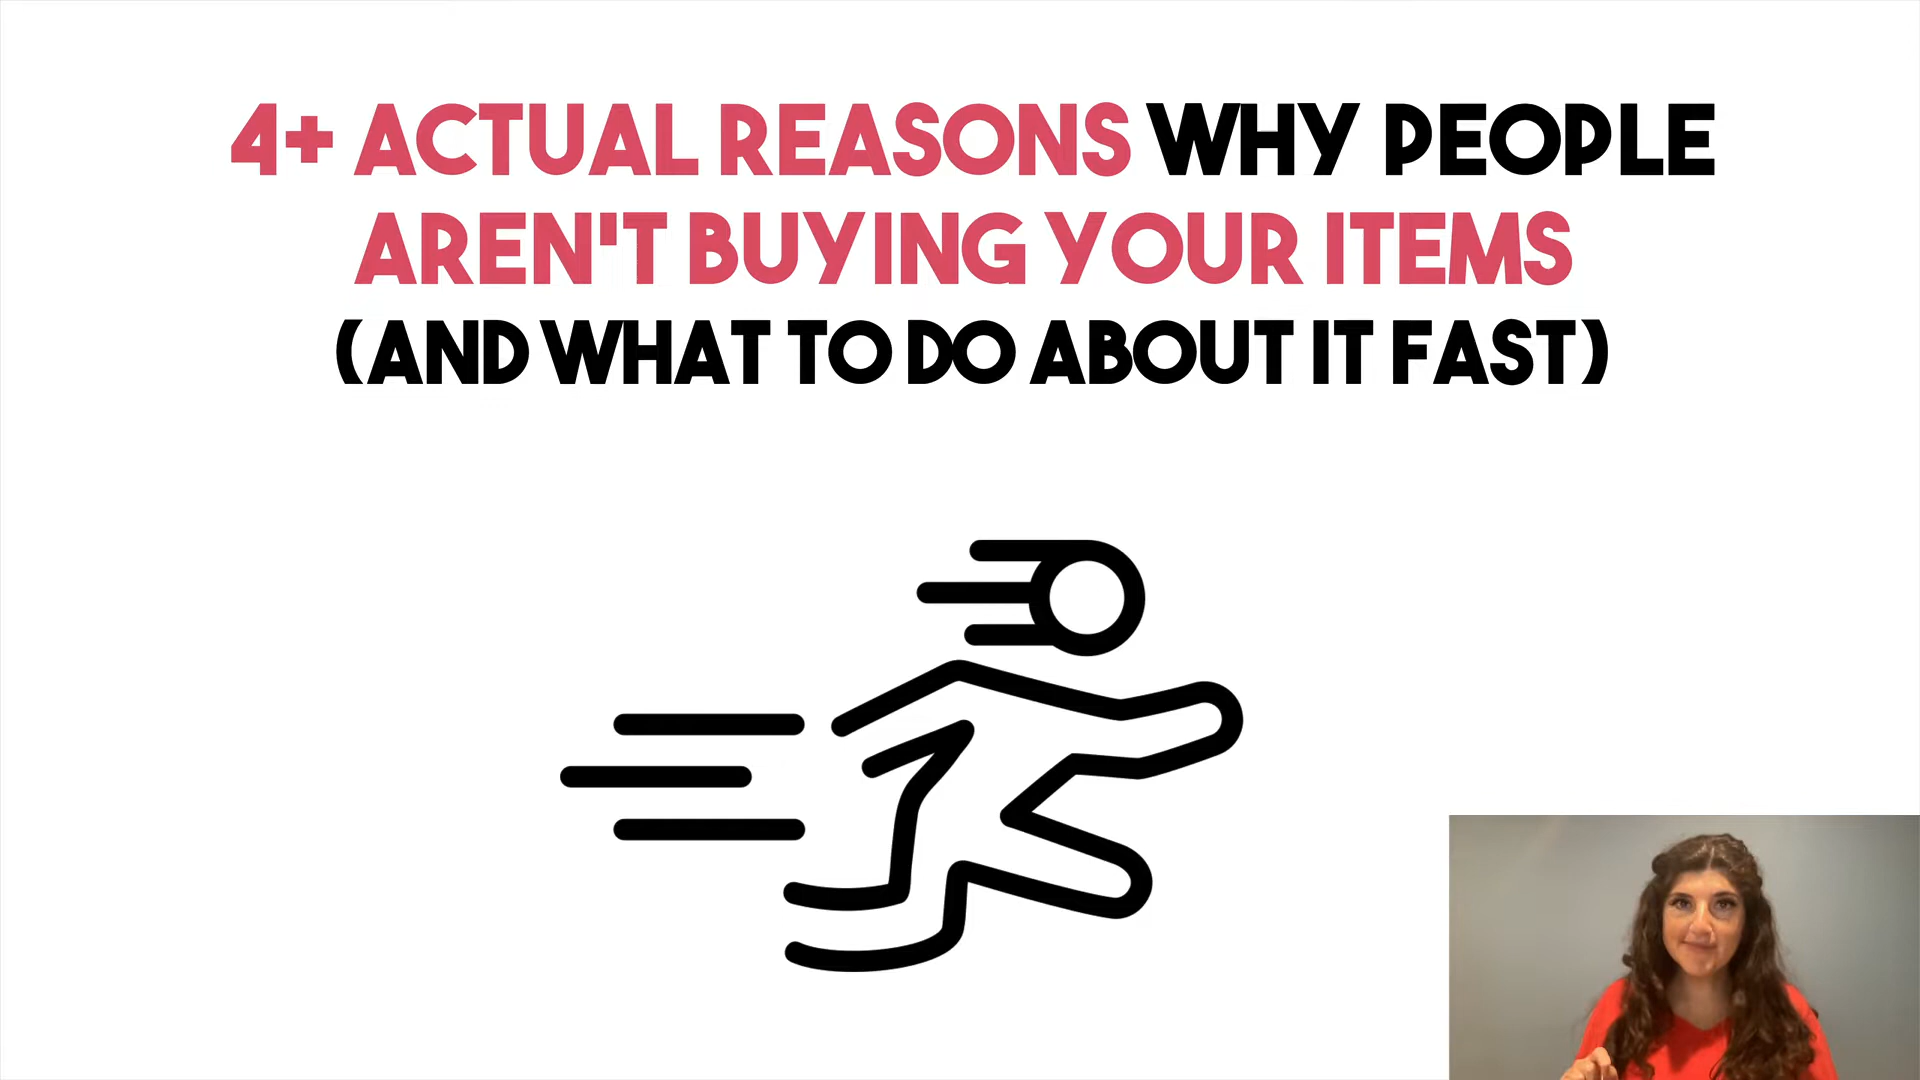 4+ ACTUAL REASONS WHY PEOPLE
AREN'T BUYING YOUR ITEMS
(AND WHAT TO DO ABOUT IT FAST)